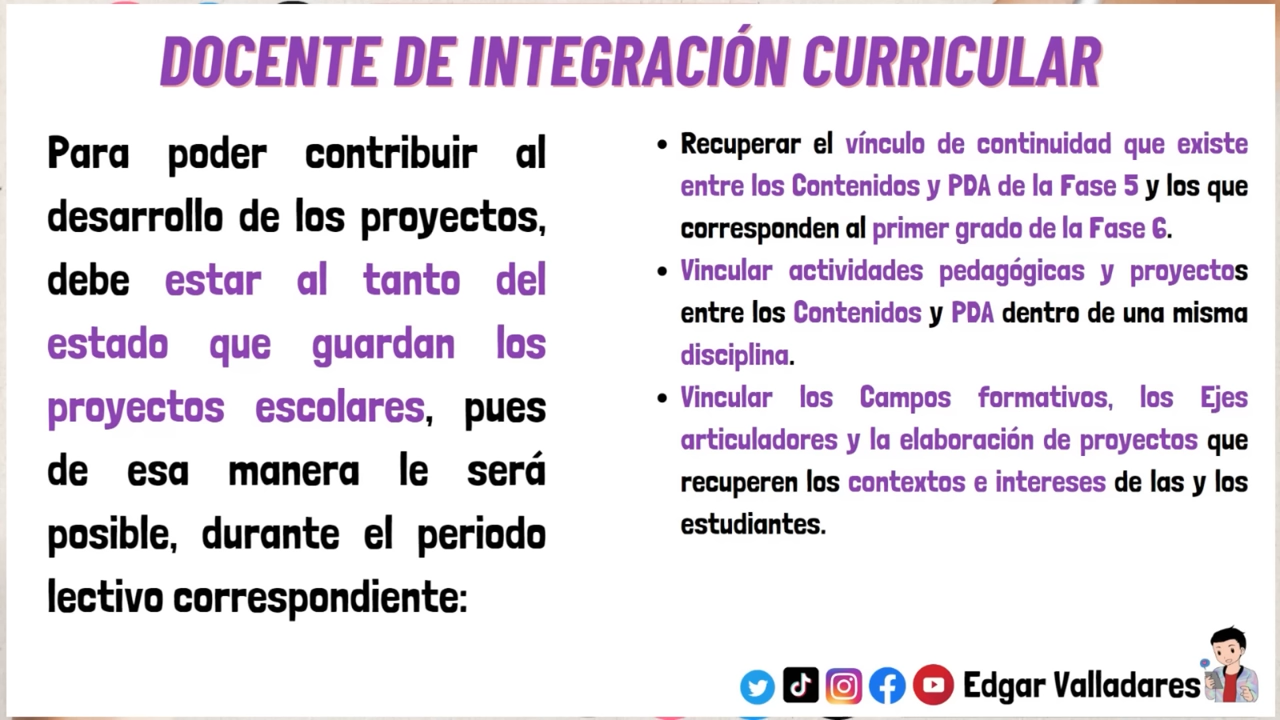 DOCENTE DE INTEGRACIÓN CURRICULAR
Para poder contribuir al
desarrollo de los proyectos,
debe estar al tanto del
estado que guardan los
proyectos escolares, pues
de esa manera le será
posible, durante el periodo
lectivo correspondiente:
• Recuperar el vínculo de continuidad que existe
entre los Contenidos y PDA de la Fase 5 y los que
corresponden al primer grado de la Fase 6.
• Vincular actividades pedagógicas y proyectos
entre los Contenidos y PDA dentro de una misma
disciplina.
• Vincular los Campos formativos, los Ejes
articuladores y la elaboración de proyectos que
recuperen los contextos e intereses de las y los
estudiantes.
Edgar Valladares